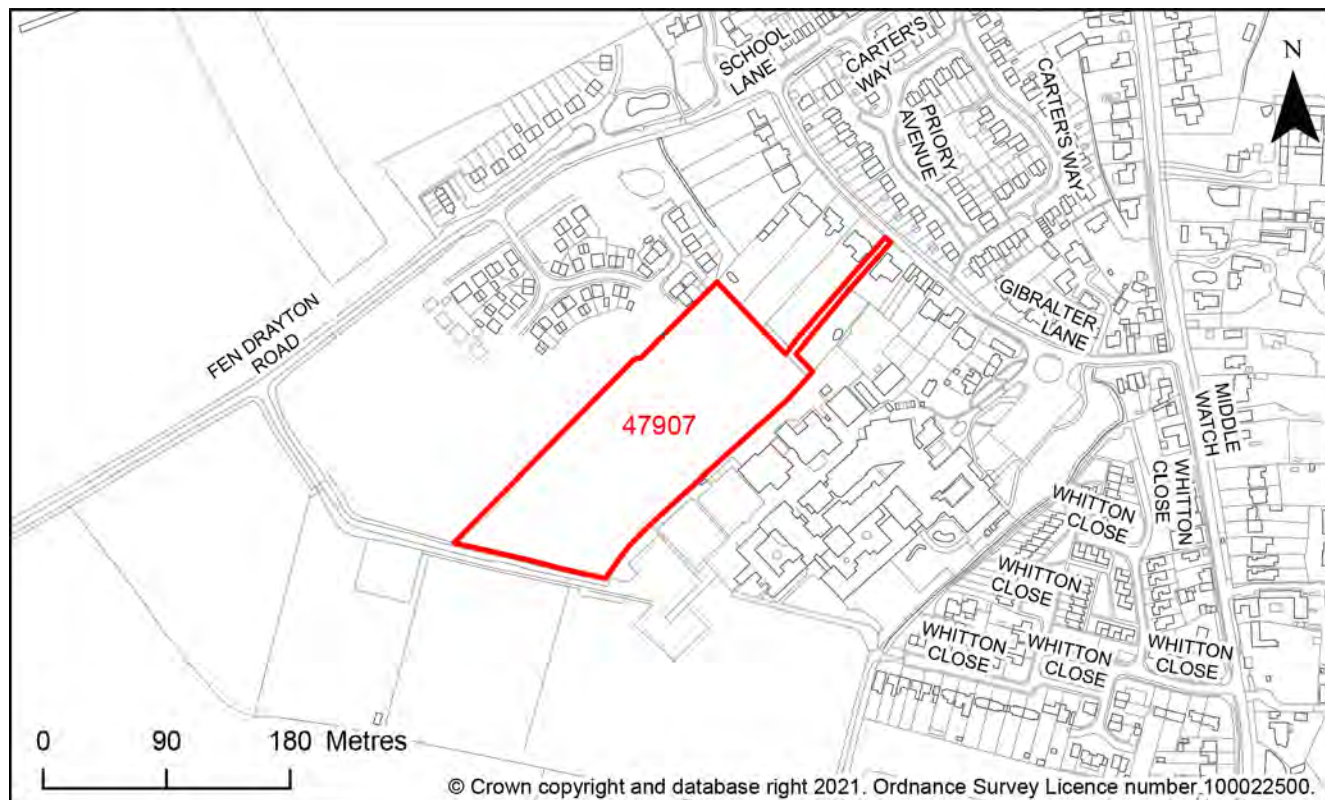 SCHOOL
LANE
CARTER'S
WAY
CARTER'S WAY
N
PRIORY
AVENUE
FEN DRAYTON
ROAD
GIBRALTER
LANE
47907
MIDDLE
WATCH
WHITTON
CLOSE
WHITTON
CLOSE
WHITTON
CLOSE
WHITTON
CLOSE
WHITTON
CLOSE
WHITTON
CLOSE
0 90 180 Metres
© Crown copyright and database right 2021. Ordnance Survey Licence number 100022500.